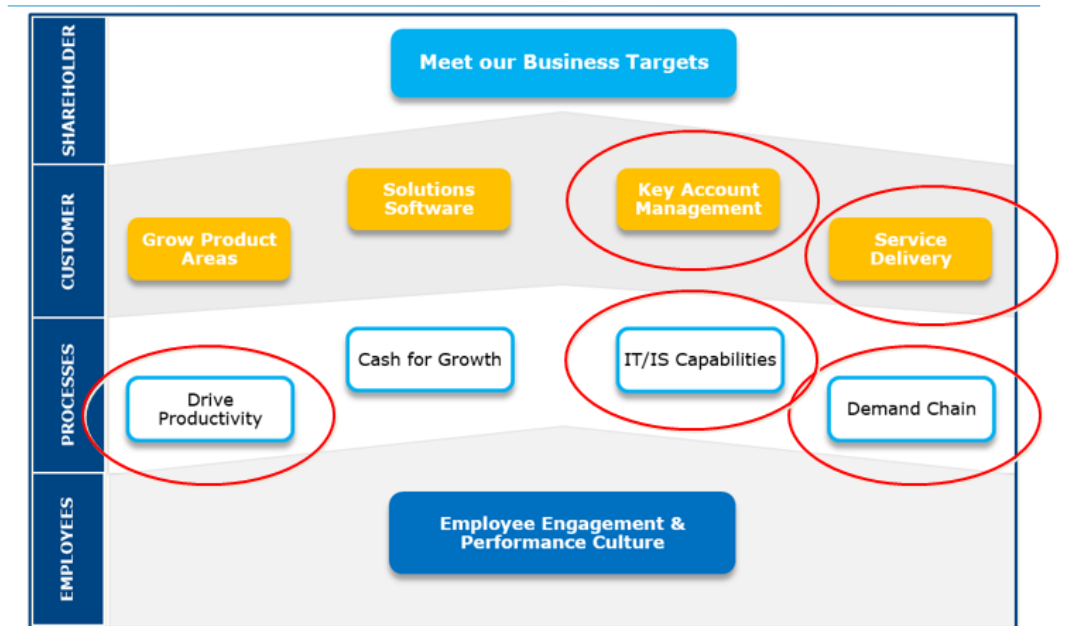 SHAREHOLDER
Meet our Business Targets
CUSTOMER
Solutions
Software
Key Account
Management
Grow Product
Areas
Service
Delivery
PROCESSES
Cash for Growth
IT/IS Capabilities
Drive
Productivity
Demand Chain
EMPLOYEES
Employee Engagement &
Performance Culture